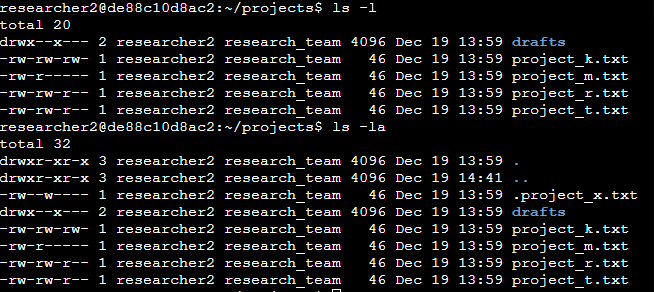 researcher2@de88c10d8ac2:~/projects$ ls -l
total 20
drwx--x--- 2 researcher2 research_team 4096 Dec 19 13:59 drafts
-rw-rw-rw- 1 researcher2 research_team   46 Dec 19 13:59 project_k.txt
-rw-r----- 1 researcher2 research_team   46 Dec 19 13:59 project_m.txt
-rw-rw-r-- 1 researcher2 research_team   46 Dec 19 13:59 project_r.txt
-rw-rw-r-- 1 researcher2 research_team   46 Dec 19 13:59 project_t.txt
researcher2@de88c10d8ac2:~/projects$ ls -la
total 32
drwxr-xr-x 3 researcher2 research_team 4096 Dec 19 13:59 .
drwxr-xr-x 3 researcher2 research_team 4096 Dec 19 14:41 ..
-rw--w---- 1 researcher2 research_team   46 Dec 19 13:59 .project_x.txt
drwx--x--- 2 researcher2 research_team 4096 Dec 19 13:59 drafts
-rw-rw-rw- 1 researcher2 research_team   46 Dec 19 13:59 project_k.txt
-rw-r----- 1 researcher2 research_team   46 Dec 19 13:59 project_m.txt
-rw-rw-r-- 1 researcher2 research_team   46 Dec 19 13:59 project_r.txt
-rw-rw-r-- 1 researcher2 research_team   46 Dec 19 13:59 project_t.txt